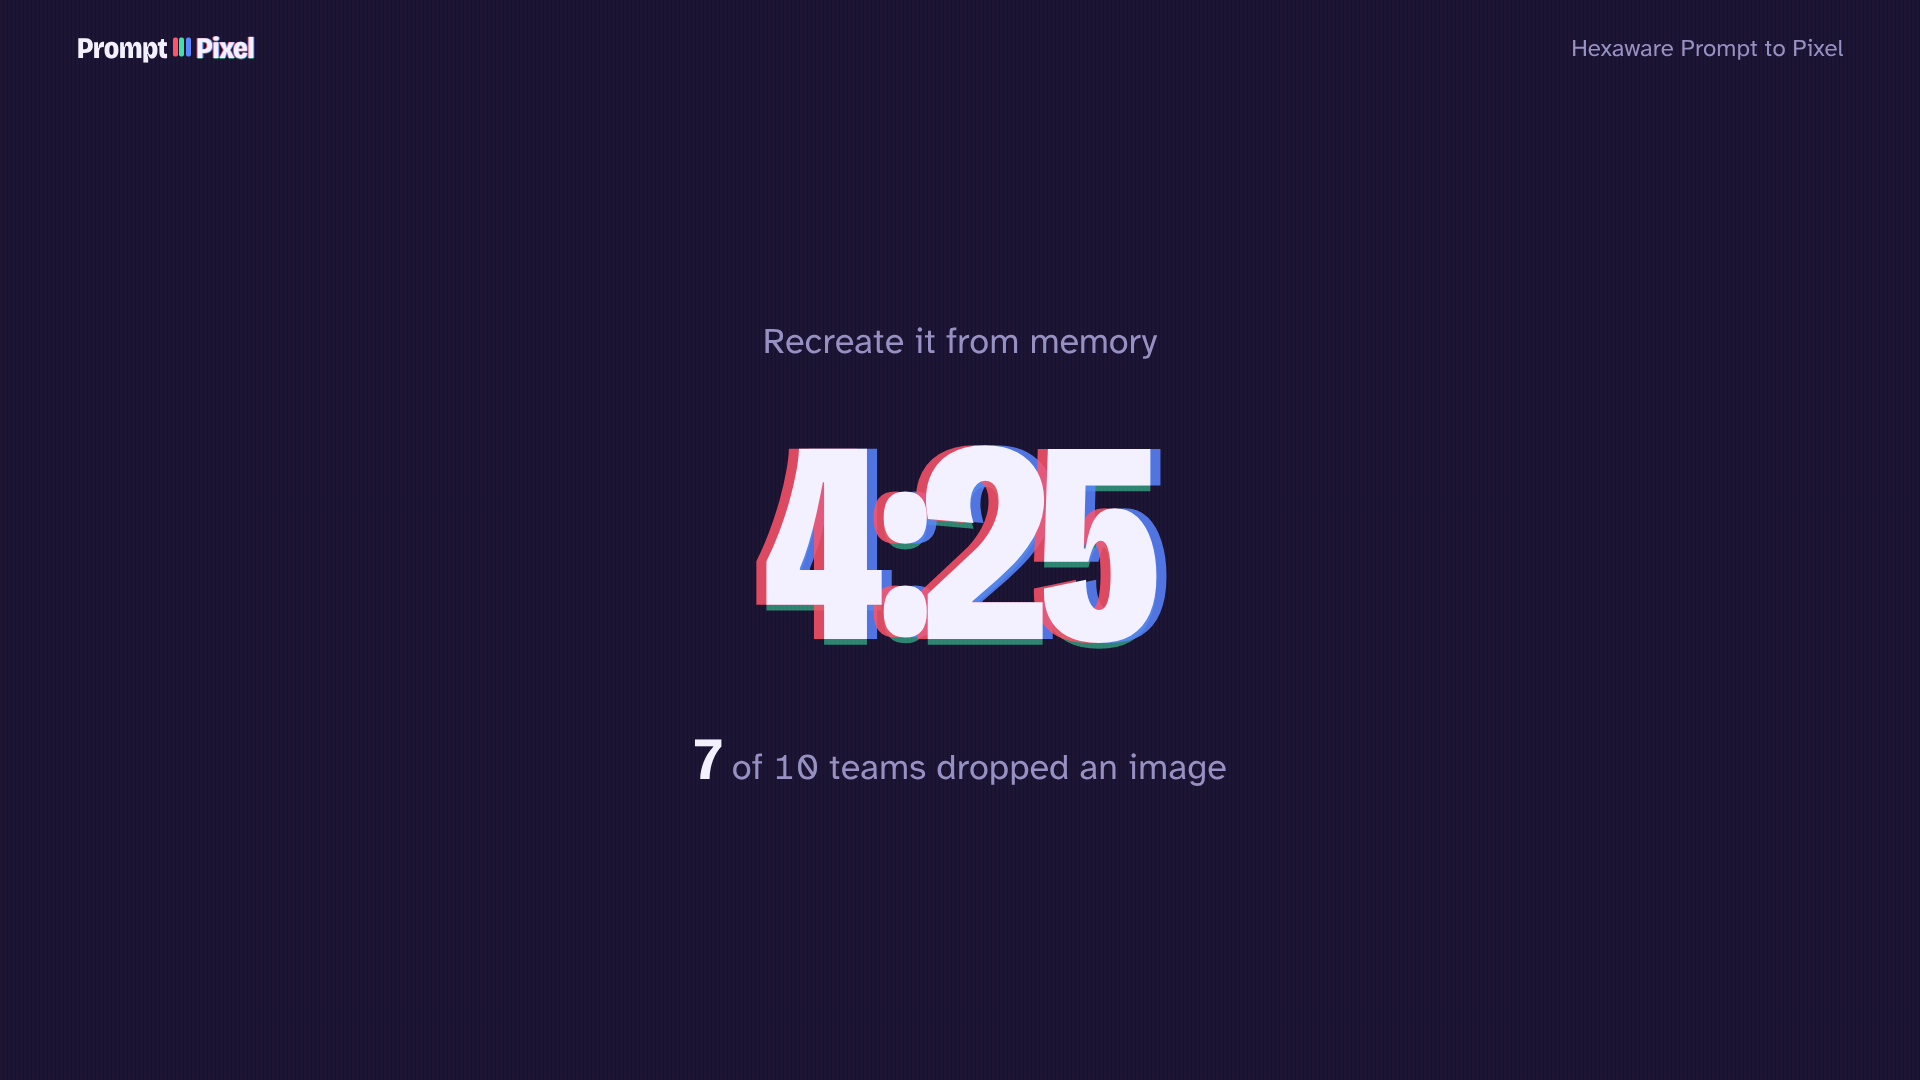 Prompt Pixel
Hexaware Prompt to Pixel
Recreate it from memory
4:25
7 of 10 teams dropped an image